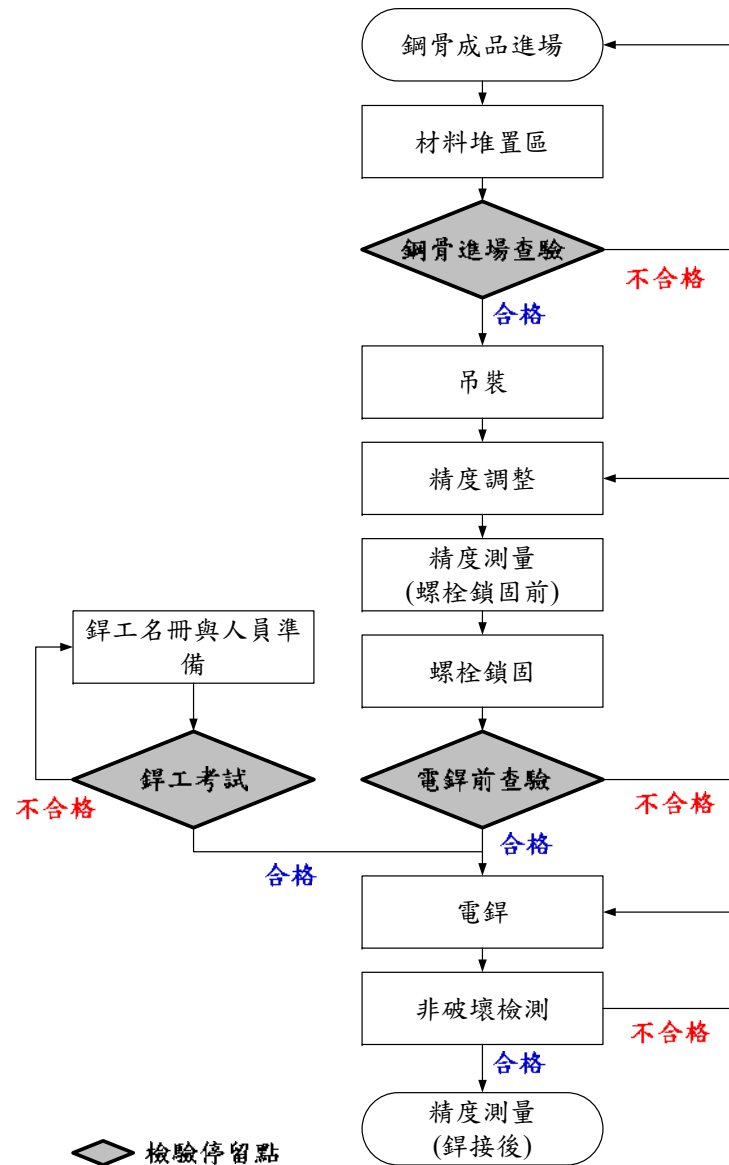 鋼骨成品進場
材料堆置區
鋼骨進場查驗
不合格
合格
吊裝
精度調整
精度測量
(螺栓鎖固前)
銲工名冊與人員準
備
螺栓鎖固
銲工考試
不合格
合格
電銲前查驗
不合格
合格
電銲
非破壞檢測
不合格
合格
精度測量
(銲接後)
檢驗停留點